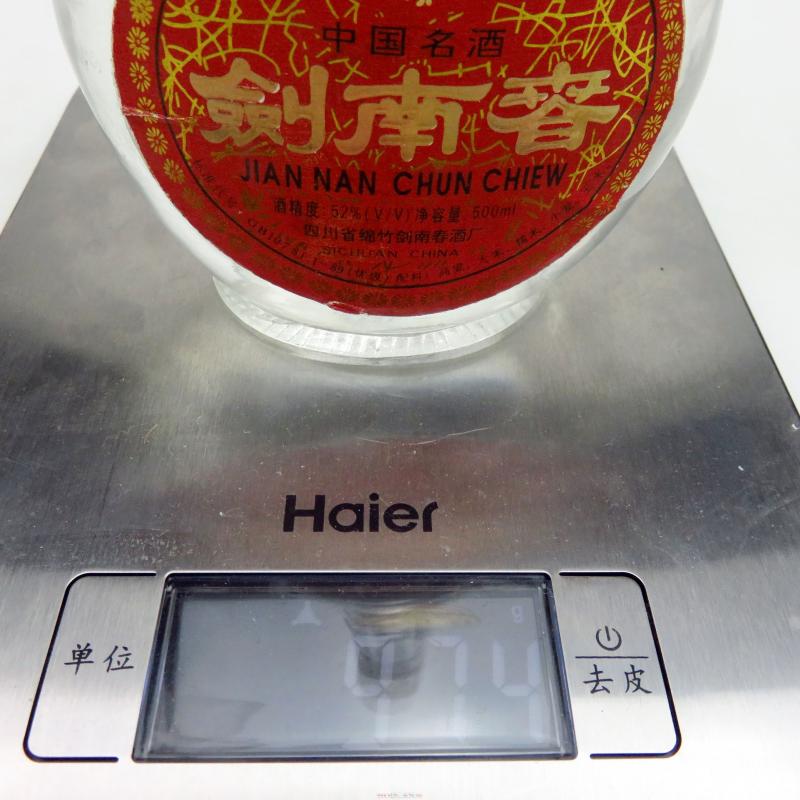 中国名酒
劍南春
JIAN NAN CHUN CHIEW
酒精度:52%(V/V)净容量:500ml
四川省绵竹剑南春酒厂
SICHUAN CHINA
Haier
g
单位
去皮